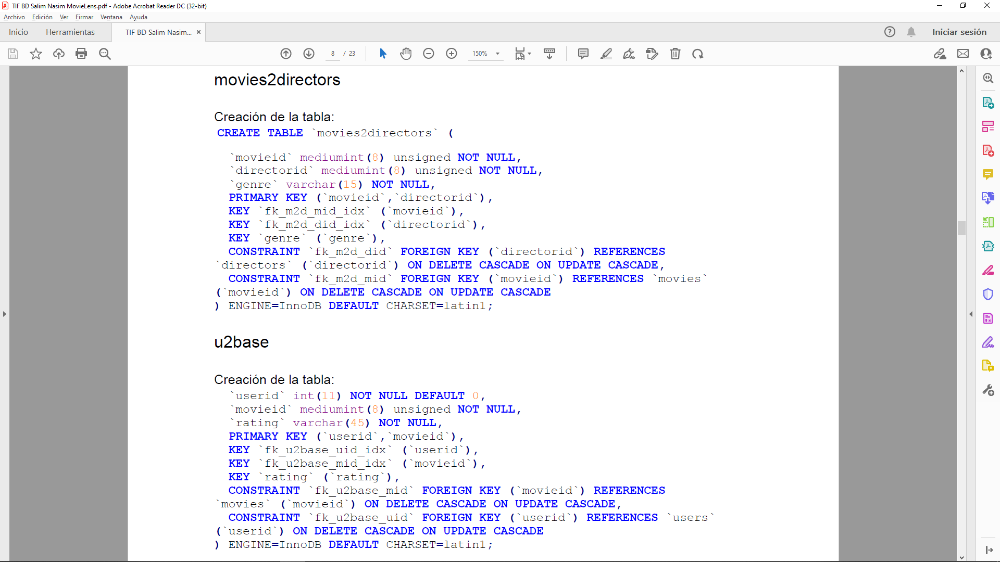 TIF BD Salim Nasim MovieLens.pdf - Adobe Acrobat Reader DC (32-bit)
Archivo Edición Ver Firmar Ventana Ayuda
Inicio Herramientas TIF BD Salim Nasim... × Iniciar sesión
8 / 23 150%
movies2directors
Creación de la tabla:
CREATE TABLE `movies2directors` (
`movieid` mediumint(8) unsigned NOT NULL,
`directorid` mediumint(8) unsigned NOT NULL,
`genre` varchar(15) NOT NULL,
PRIMARY KEY (`movieid`,`directorid`),
KEY `fk_m2d_mid_idx` (`movieid`),
KEY `fk_m2d_did_idx` (`directorid`),
KEY `genre` (`genre`),
CONSTRAINT `fk_m2d_did` FOREIGN KEY (`directorid`) REFERENCES
`directors` (`directorid`) ON DELETE CASCADE ON UPDATE CASCADE,
CONSTRAINT `fk_m2d_mid` FOREIGN KEY (`movieid`) REFERENCES `movies`
(`movieid`) ON DELETE CASCADE ON UPDATE CASCADE
) ENGINE=InnoDB DEFAULT CHARSET=latin1;
u2base
Creación de la tabla:
`userid` int(11) NOT NULL DEFAULT 0,
`movieid` mediumint(8) unsigned NOT NULL,
`rating` varchar(45) NOT NULL,
PRIMARY KEY (`userid`,`movieid`),
KEY `fk_u2base_uid_idx` (`userid`),
KEY `fk_u2base_mid_idx` (`movieid`),
KEY `rating` (`rating`),
CONSTRAINT `fk_u2base_mid` FOREIGN KEY (`movieid`) REFERENCES
`movies` (`movieid`) ON DELETE CASCADE ON UPDATE CASCADE,
CONSTRAINT `fk_u2base_uid` FOREIGN KEY (`userid`) REFERENCES `users`
(`userid`) ON DELETE CASCADE ON UPDATE CASCADE
) ENGINE=InnoDB DEFAULT CHARSET=latin1;